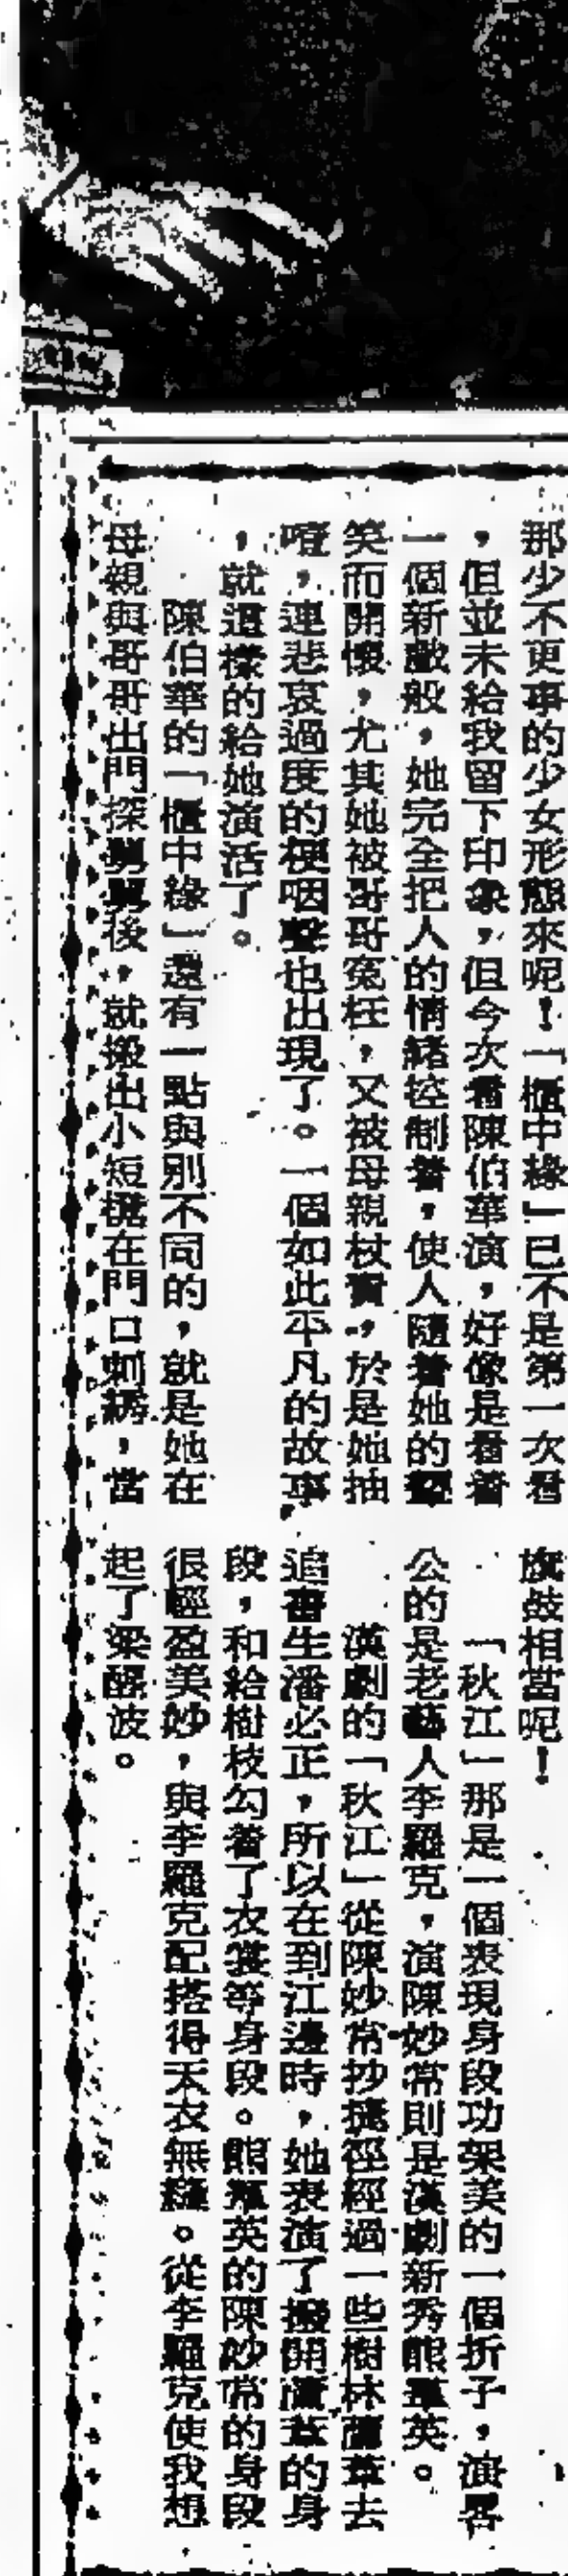 那少不更事的少女形態來呢！「櫃中緣」已不是第一次看
，但並未給我留下印象，但今次看陳伯華演，好像是看着
一個新戲般，她完全把人的情緒控制着，使人隨着她的
笑而開懷，尤其她被哥哥寃枉，又被母親杖責，於是她抽
噎，連悲哀過度的梗咽聲也出現了。一個如此平凡的故事
，就這樣的給她演活了。
陳伯華的「櫃中緣」還有一點與別不同的，就是她在
母親與哥哥出門探舅舅後，就搬出小短櫈在門口刺綉，當
旗鼓相當呢！
「秋江」那是一個表現身段功架美的一個折子，演
公的是老藝人李羅克，演陳妙常則是漢劇新秀熊英。
漢劇的「秋江」從陳妙常抄捷徑經過一些樹林蘆葦去
追書生潘必正，所以在到江邊時，她表演了撥開蘆葦的身
段，和給樹枝勾着了衣裳等身段。熊英的陳妙常的身段
很輕盈美妙，與李羅克配搭得天衣無縫。從李羅克使我想
起了梁醒波。